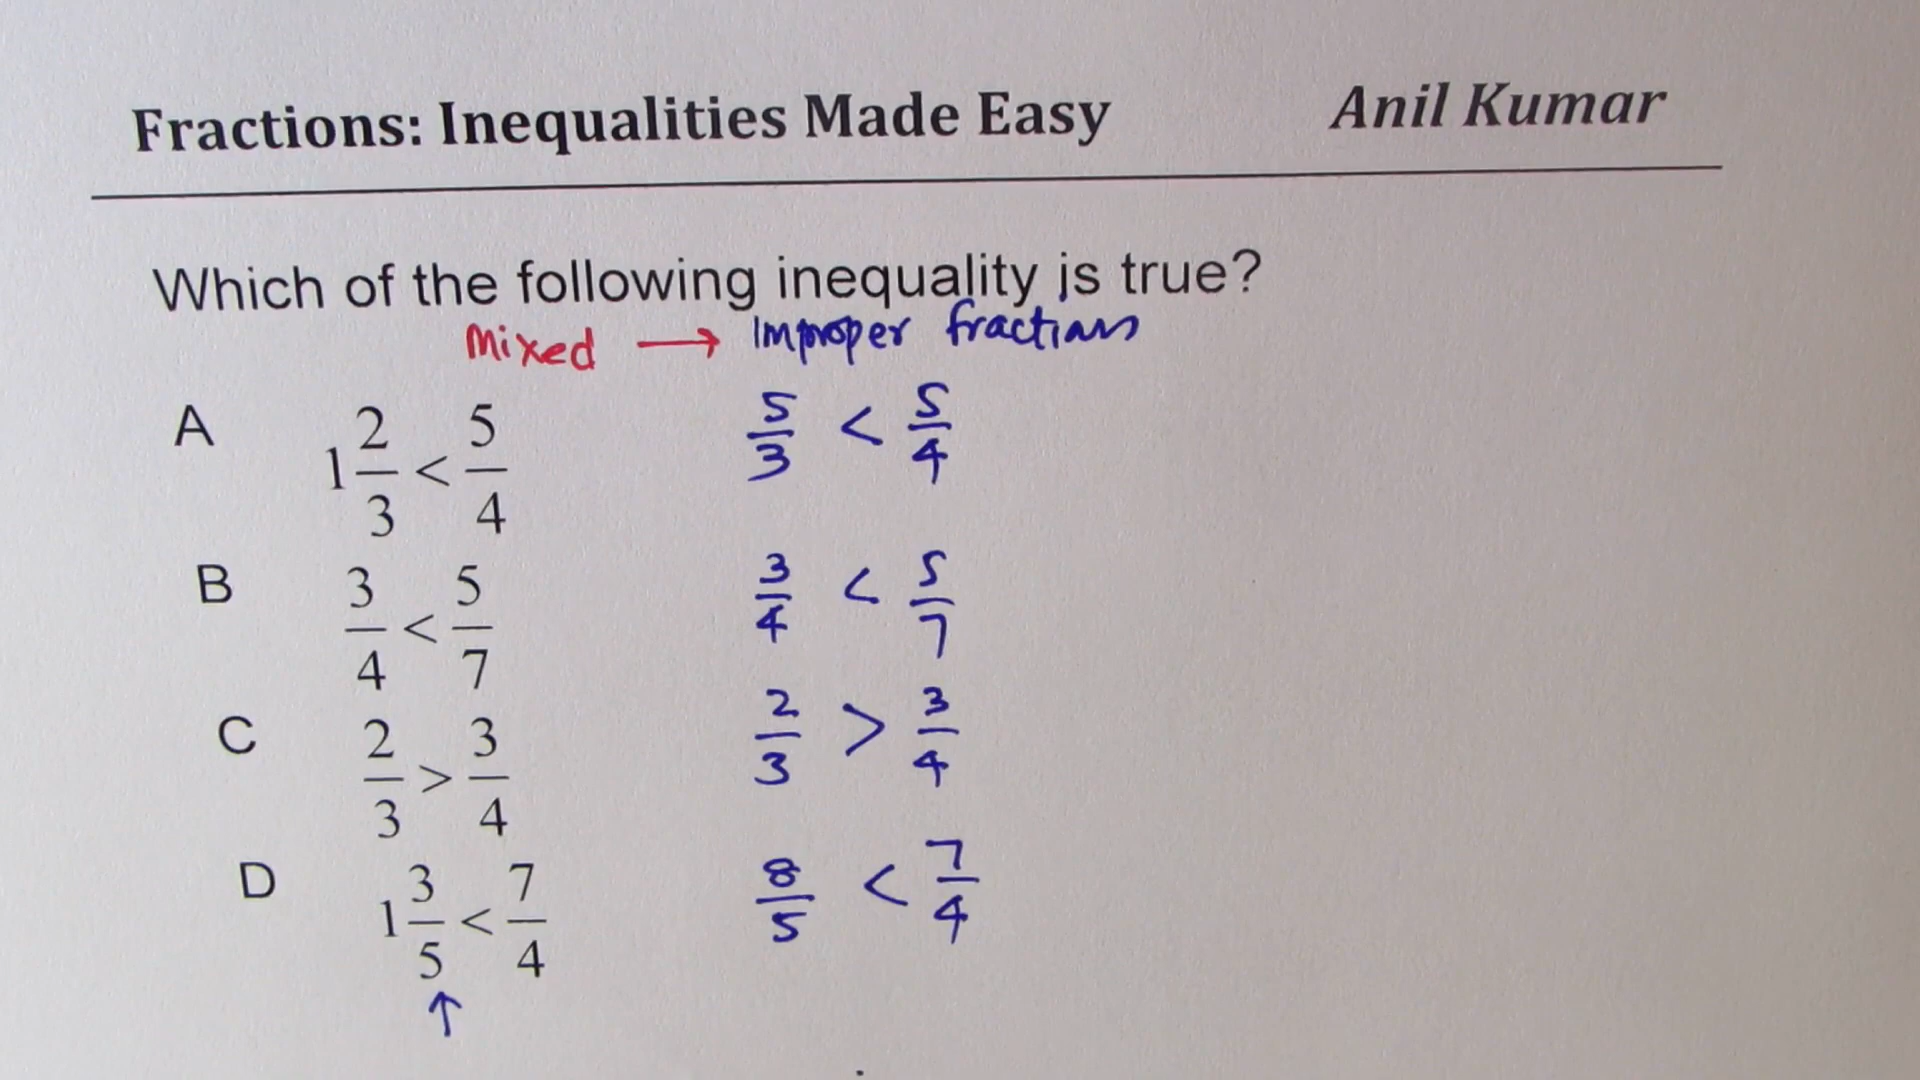 Fractions: Inequalities Made Easy Anil Kumar
Which of the following inequality is true?
Mixed → Improper fractions
A 1 2/3 < 5/4 5/3 < 5/4
B 3/4 < 5/7 3/4 < 5/7
C 2/3 > 3/4 2/3 > 3/4
D 1 3/5 < 7/4 8/5 < 7/4
↑